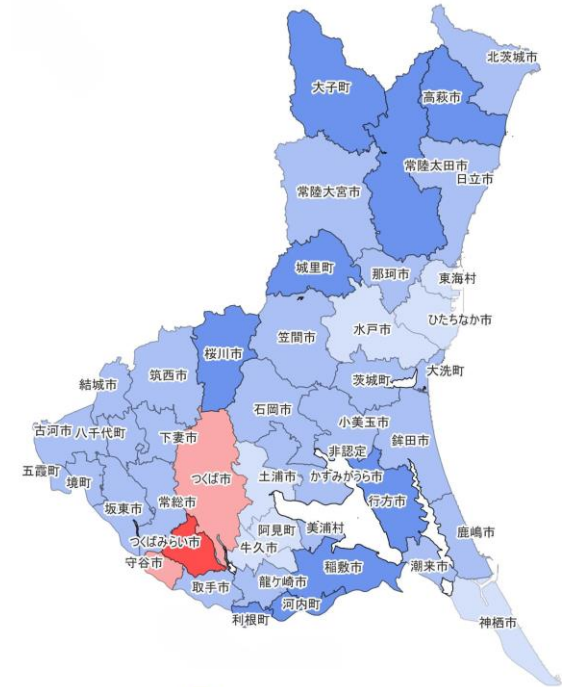 北茨城市
大子町
高萩市
常陸太田市
日立市
常陸大宮市
城里町
那珂市
東海村
ひたちなか市
水戸市
笠間市
桜川市
大洗町
茨城町
筑西市
結城市
石岡市
小美玉市
古河市
八千代町
下妻市
鉾田市
非認定
つくば市
土浦市
かすみがうら市
五霞町
境町
坂東市
常総市
行方市
阿見町
美浦村
つくばみらい市
牛久市
鹿嶋市
守谷市
取手市
龍ケ崎市
稲敷市
潮来市
河内町
利根町
神栖市